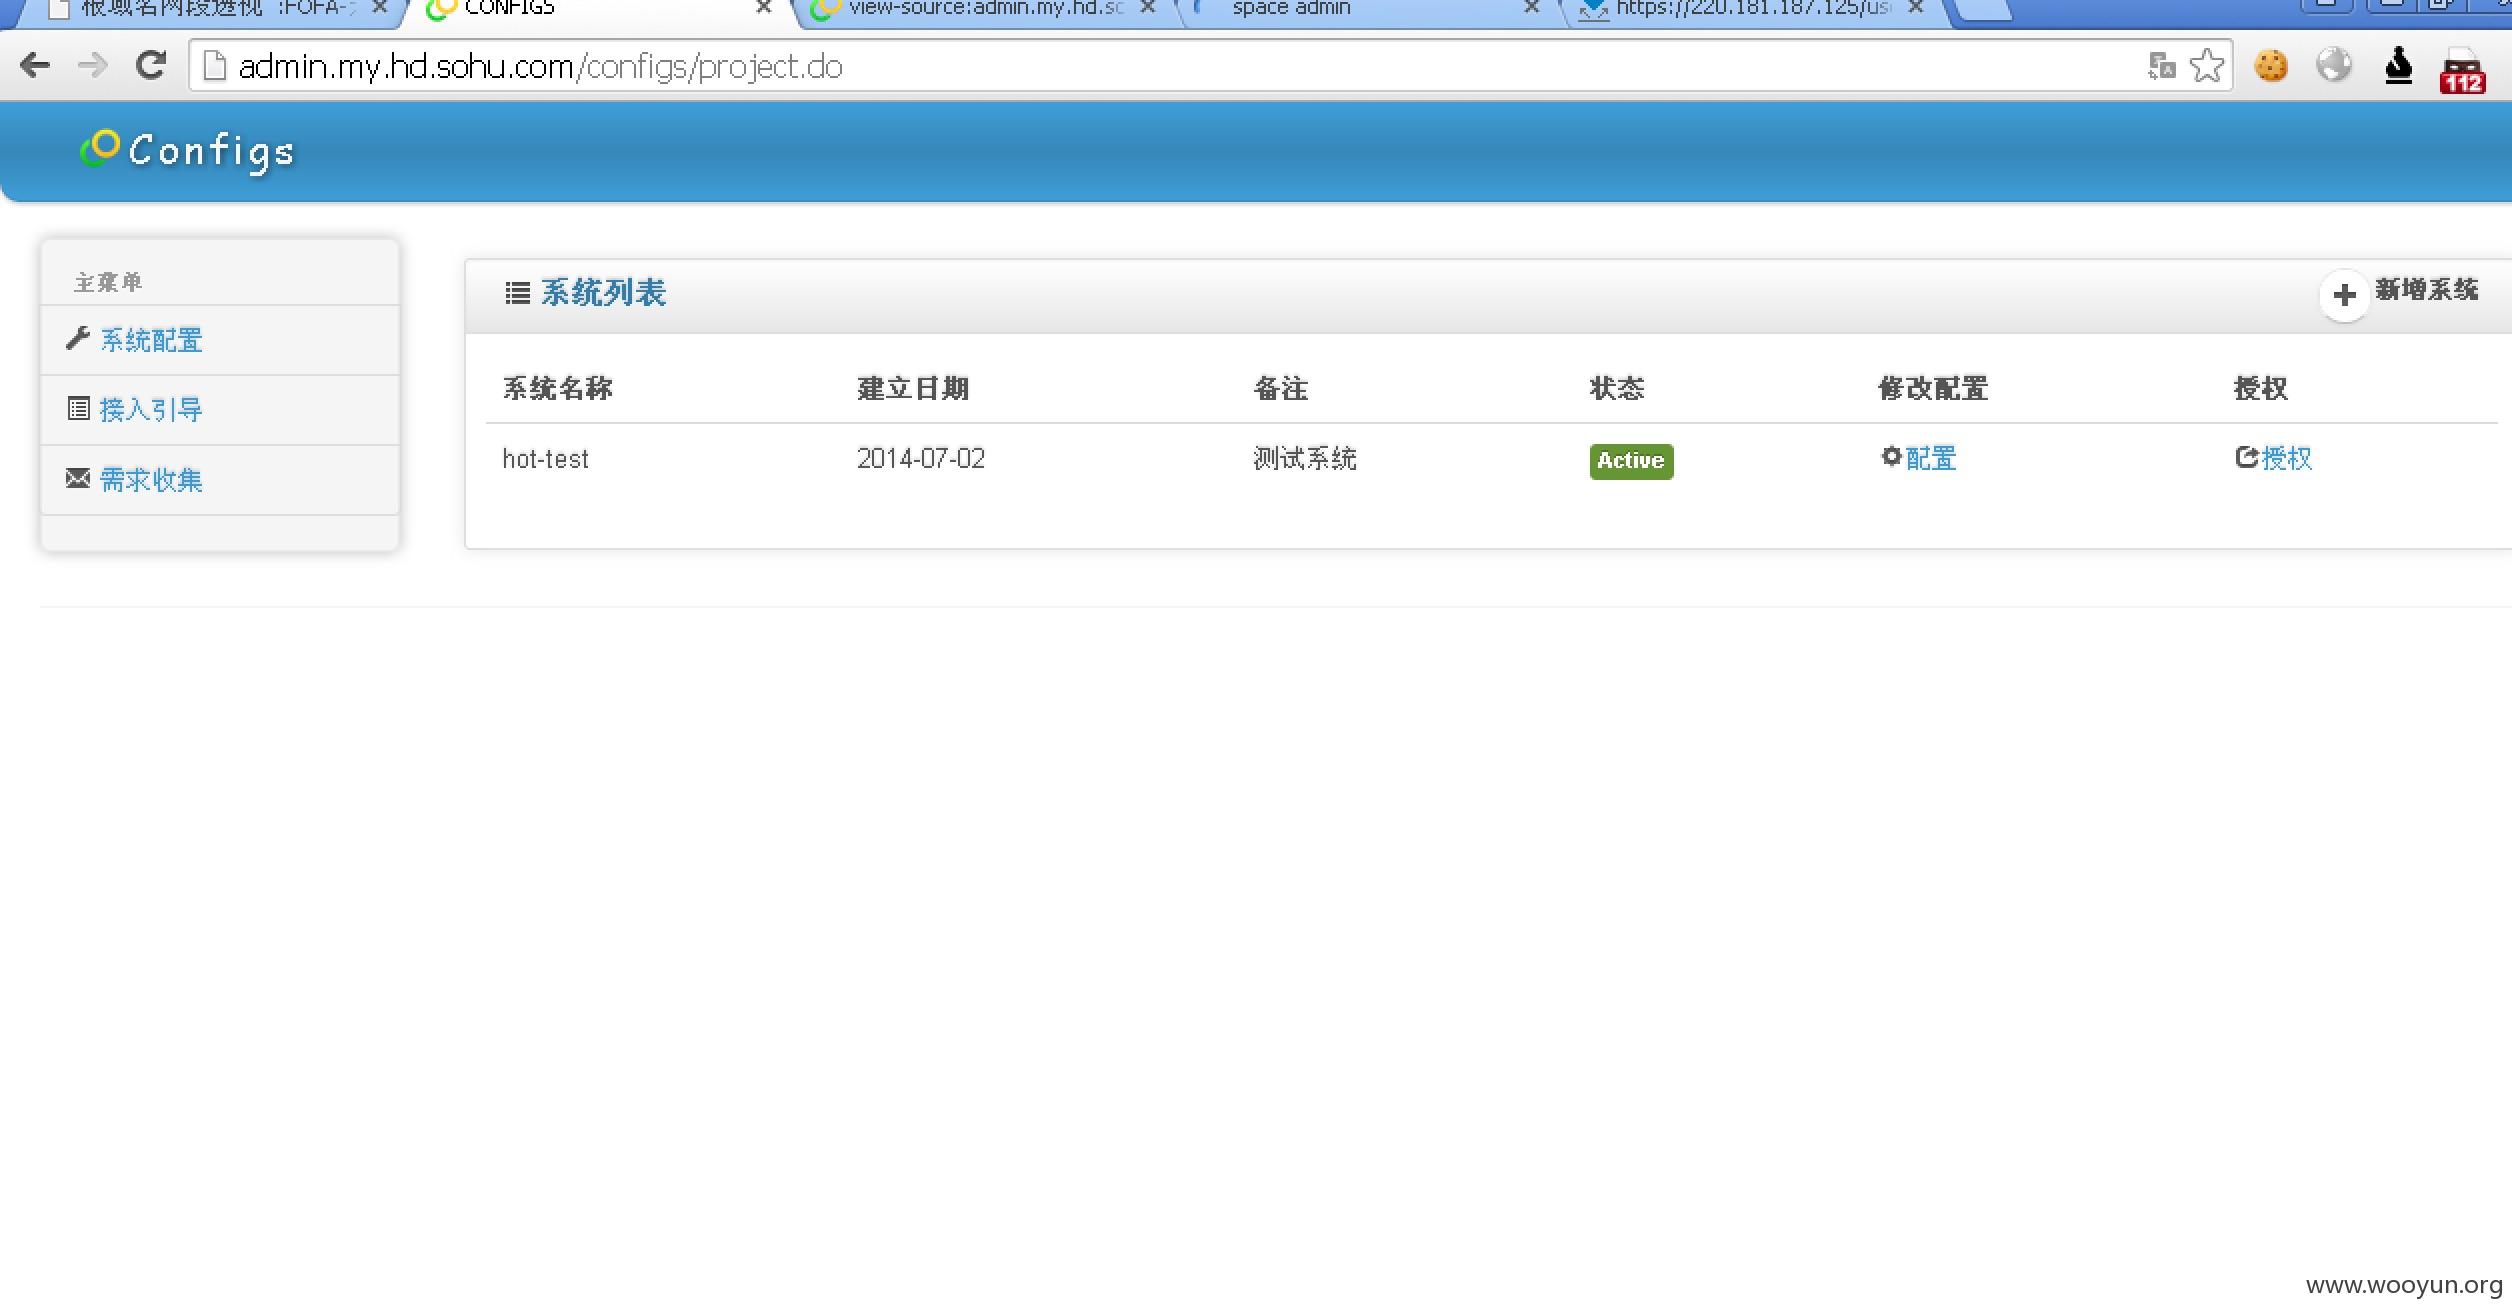 根域名网段透视 :FOFA-
CONFIGS
view-source:admin.my.hd.so
space admin
https://220.181.187.125/us
admin.my.hd.sohu.com/configs/project.do
112
Configs
主菜单
系统配置
接入引导
需求收集
系统列表
新增系统
系统名称 建立日期 备注 状态 修改配置 授权
hot-test 2014-07-02 测试系统 Active 配置 授权
www.wooyun.org